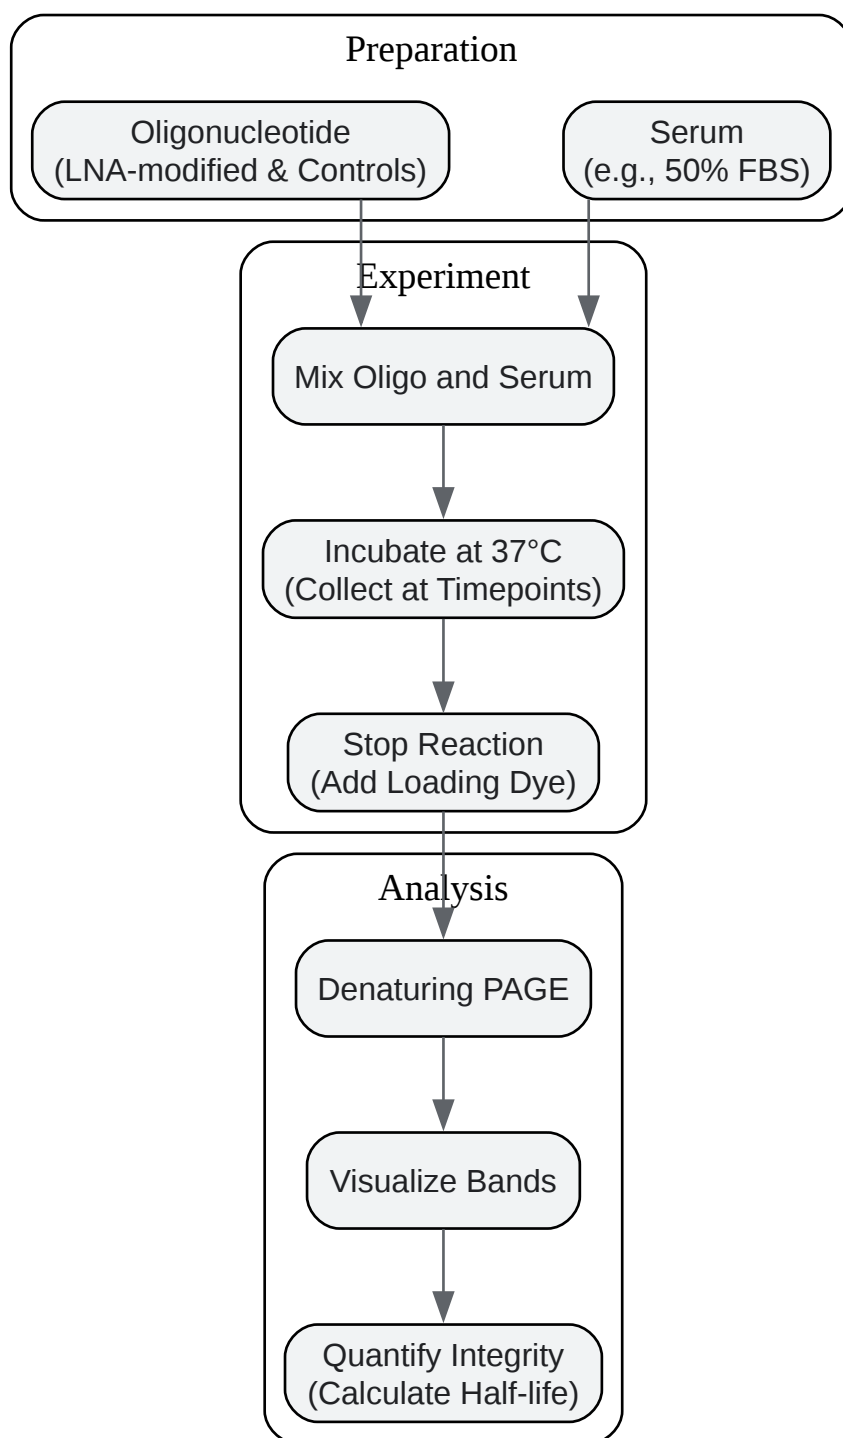 Preparation
Oligonucleotide
(LNA-modified & Controls)
Serum
(e.g., 50% FBS)
Experiment
Mix Oligo and Serum
Incubate at 37°C
(Collect at Timepoints)
Stop Reaction
(Add Loading Dye)
Analysis
Denaturing PAGE
Visualize Bands
Quantify Integrity
(Calculate Half-life)